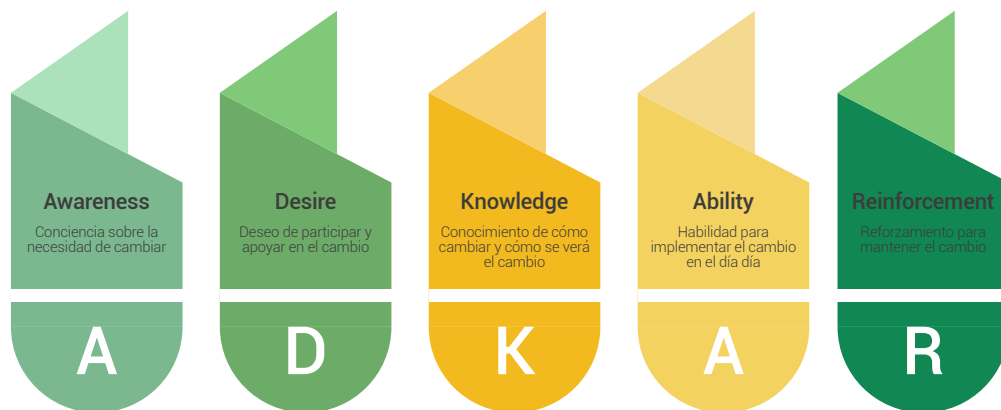 Awareness
Conciencia sobre la
necesidad de cambiar
A
Desire
Deseo de participar y
apoyar en el cambio
D
Knowledge
Conocimiento de cómo
cambiar y cómo se verá
el cambio
K
Ability
Habilidad para
implementar el cambio
en el día día
A
Reinforcement
Reforzamiento para
mantener el cambio
R